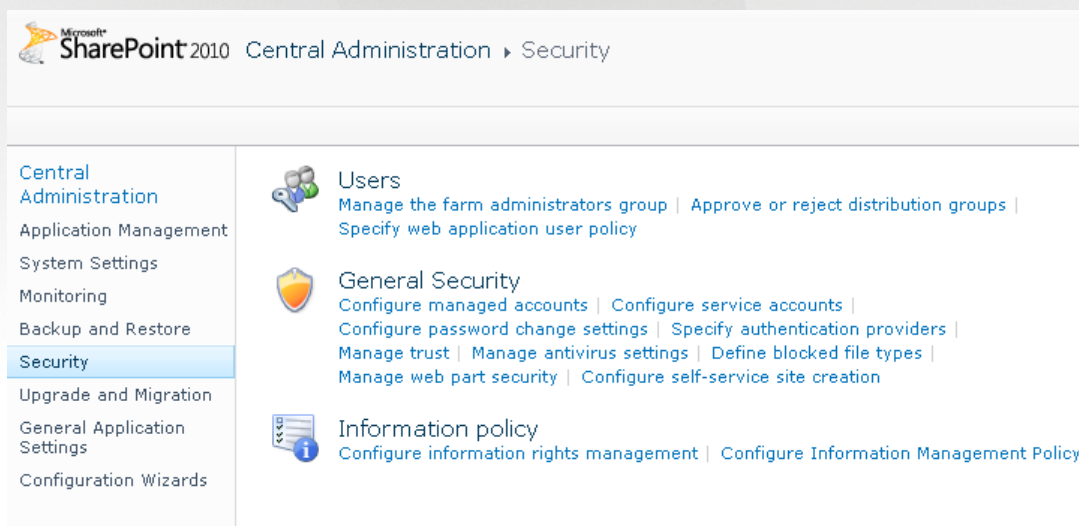 Microsoft®
SharePoint 2010 Central Administration ▸ Security
Central
Administration
Application Management
System Settings
Monitoring
Backup and Restore
Security
Upgrade and Migration
General Application
Settings
Configuration Wizards
Users
Manage the farm administrators group | Approve or reject distribution groups |
Specify web application user policy
General Security
Configure managed accounts | Configure service accounts |
Configure password change settings | Specify authentication providers |
Manage trust | Manage antivirus settings | Define blocked file types |
Manage web part security | Configure self-service site creation
Information policy
Configure information rights management | Configure Information Management Policy